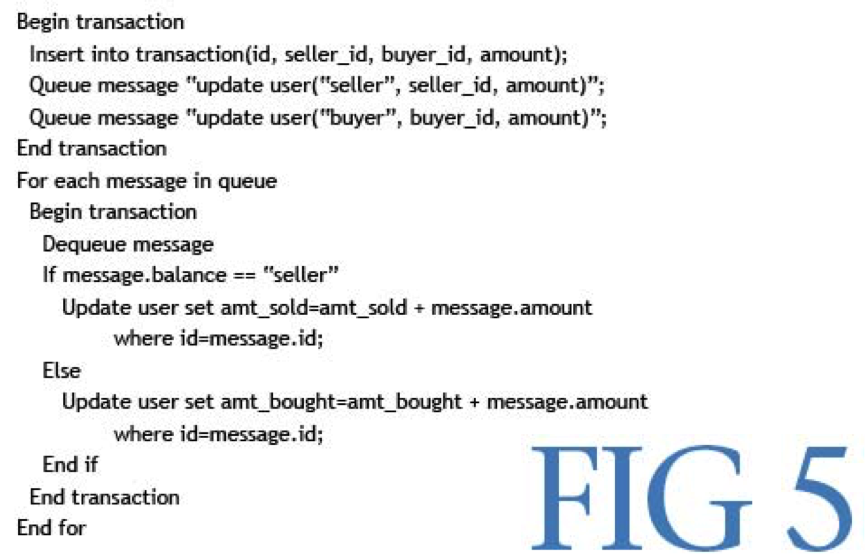 Begin transaction
Insert into transaction(id, seller_id, buyer_id, amount);
Queue message “update user(“seller”, seller_id, amount)”;
Queue message “update user(“buyer”, buyer_id, amount)”;
End transaction
For each message in queue
Begin transaction
Dequeue message
If message.balance == “seller”
Update user set amt_sold=amt_sold + message.amount
where id=message.id;
Else
Update user set amt_bought=amt_bought + message.amount
where id=message.id;
End if
End transaction
End for
FIG 5